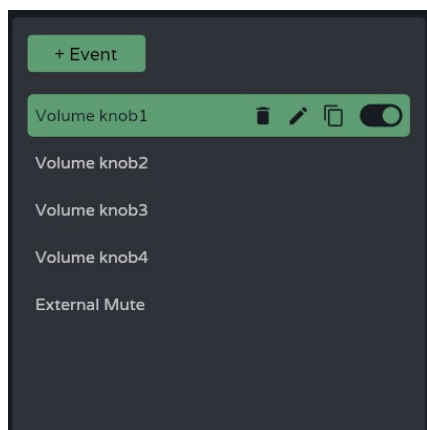 + Event
Volume knob1
Volume knob2
Volume knob3
Volume knob4
External Mute